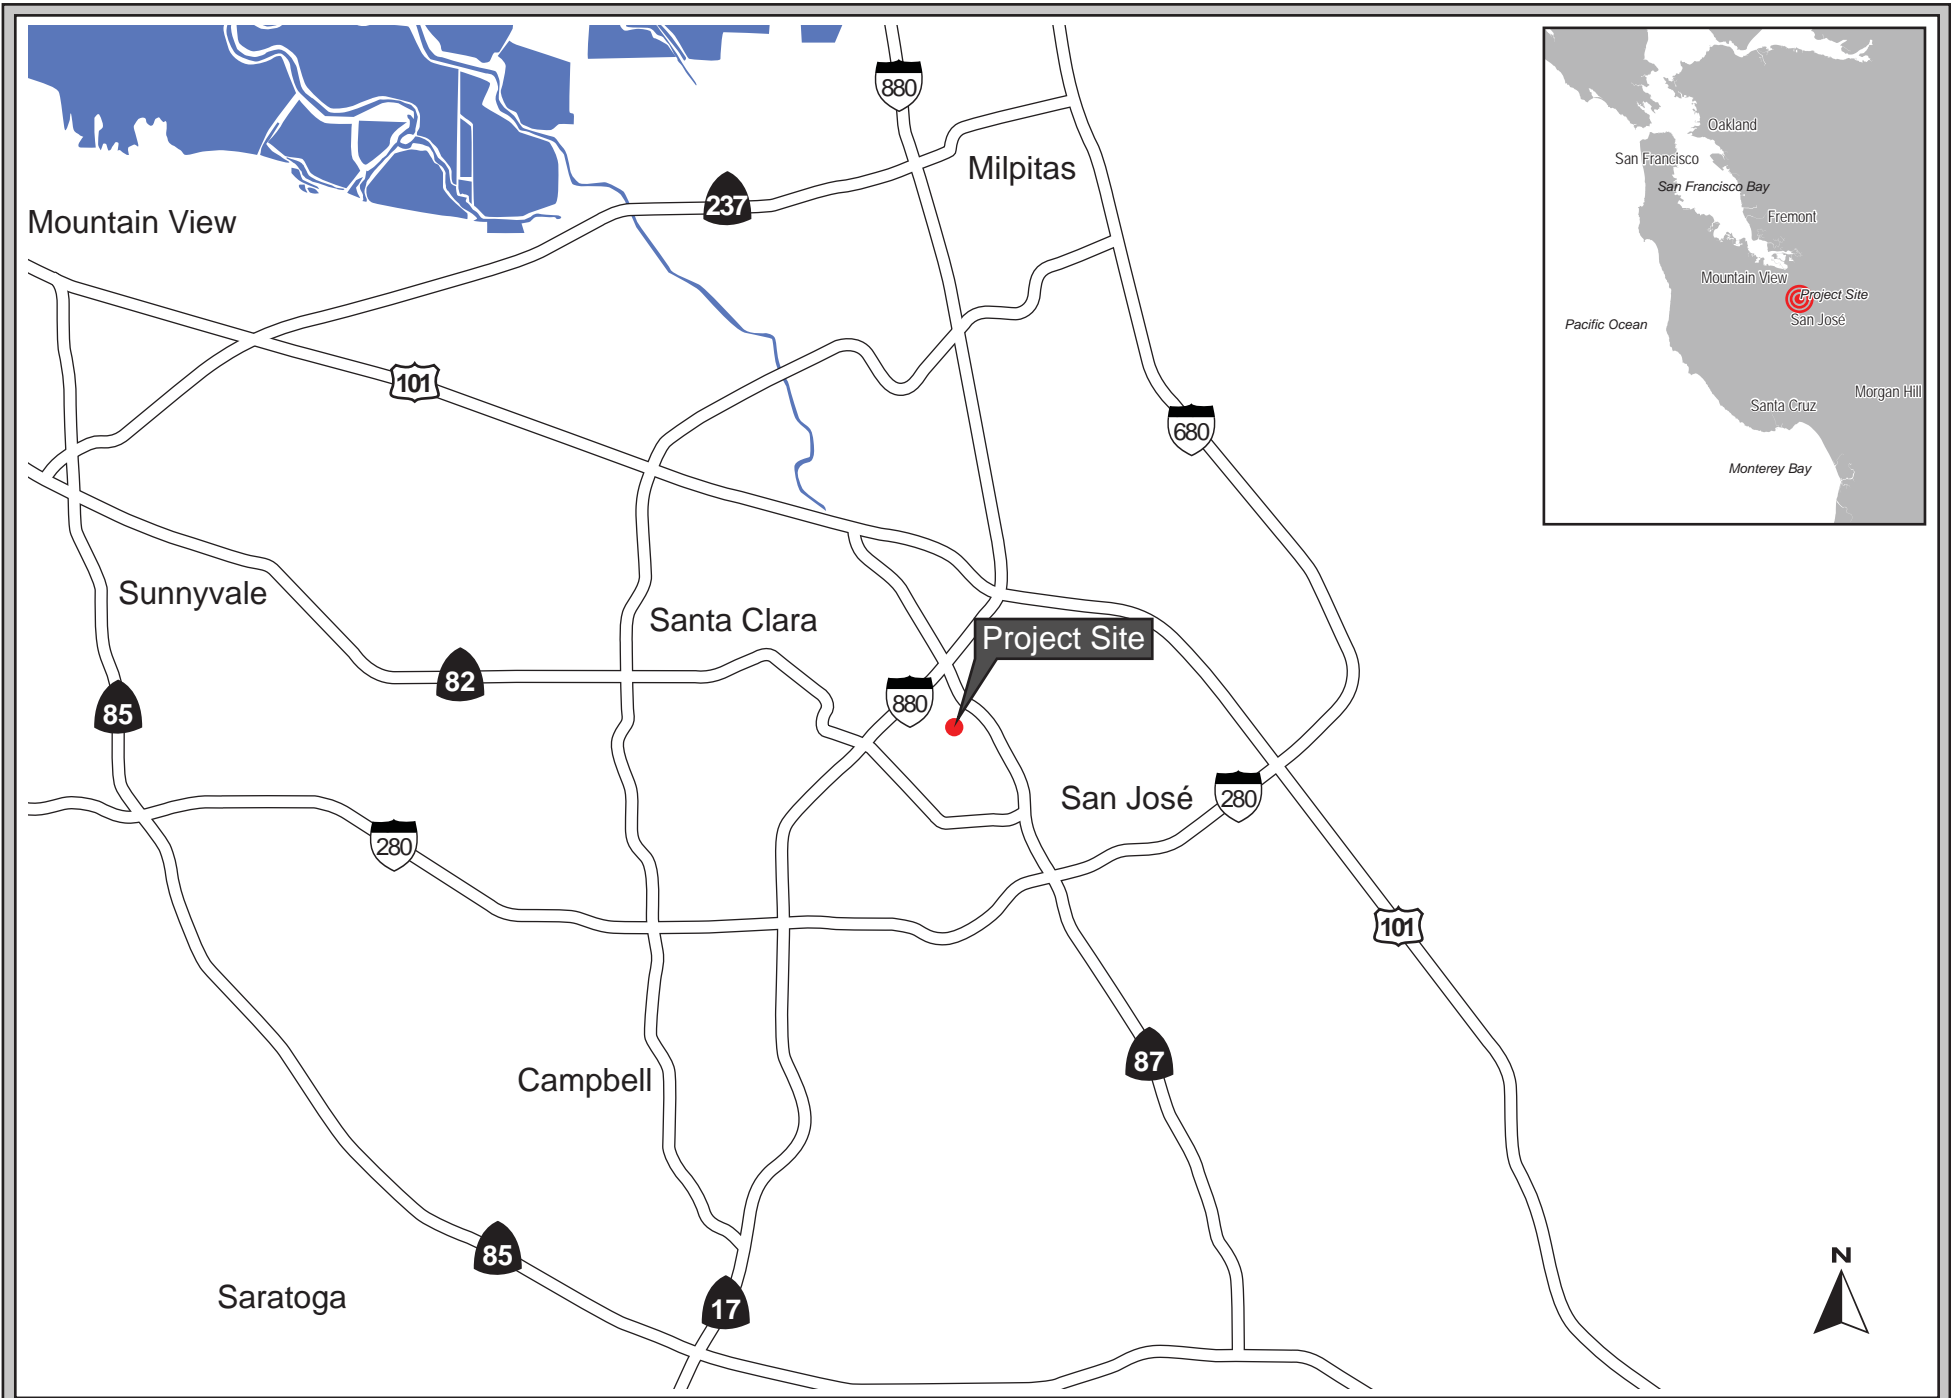 880
Milpitas
237
Mountain View
101
680
Sunnyvale
Santa Clara
Project Site
82
880
85
San José
280
280
101
Campbell
87
85
Saratoga
17
N
Oakland
San Francisco
San Francisco Bay
Fremont
Mountain View
Project Site
San José
Pacific Ocean
Morgan Hill
Santa Cruz
Monterey Bay